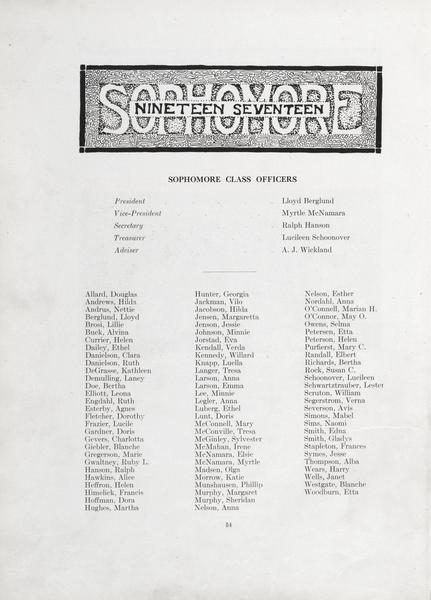 SOPHOMORE
NINETEEN SEVENTEEN
SOPHOMORE CLASS OFFICERS
President Lloyd Berglund
Vice-President Myrtle McNamara
Secretary Ralph Hanson
Treasurer Lucileen Schoonover
Adviser A. J. Wickland
Allard, Douglas
Andrews, Hilda
Andrus, Nettie
Berglund, Lloyd
Brosi, Lillie
Buck, Alvina
Currier, Helen
Dailey, Ethel
Danielson, Clara
Danielson, Ruth
DeGrasse, Kathleen
Demulling, Laney
Doe, Bertha
Elliott, Leona
Engdahl, Ruth
Esterby, Agnes
Fletcher, Dorothy
Frazier, Lucile
Gardner, Doris
Gevers, Charlotta
Giebler, Blanche
Gregerson, Marie
Gwaltney, Ruby L.
Hanson, Ralph
Hawkins, Alice
Heffron, Helen
Himelick, Francis
Hoffman, Dora
Hughes, Martha
Hunter, Georgia
Jackman, Vilo
Jacobson, Hilda
Jensen, Margaretta
Jenson, Jessie
Johnson, Minnie
Jorstad, Eva
Kendall, Verda
Kennedy, Willard
Knapp, Luella
Langer, Tresa
Larson, Anna
Larson, Emma
Lee, Minnie
Legler, Anna
Luberg, Ethel
Lunt, Doris
McConnell, Mary
McConville, Tresa
McGinley, Sylvester
McMahan, Irene
McNamara, Elsie
McNamara, Myrtle
Madsen, Olga
Morrow, Katie
Munshausen, Phillip
Murphy, Margaret
Murphy, Sheridan
Nelson, Anna
Nelson, Esther
Nordahl, Anna
O'Connell, Marian H.
O'Connor, May O.
Owens, Selma
Petersen, Etta
Peterson, Helen
Purfierst, Mary C.
Randall, Elbert
Richards, Bertha
Rock, Susan C.
Schoonover, Lucileen
Schwartztrauber, Lester
Scruton, William
Segerstrom, Verna
Severson, Avis
Simons, Mabel
Sims, Naomi
Smith, Edna
Smith, Gladys
Stapleton, Frances
Symes, Jesse
Thompson, Alba
Wears, Harry
Wells, Janet
Westgate, Blanche
Woodburn, Etta
54